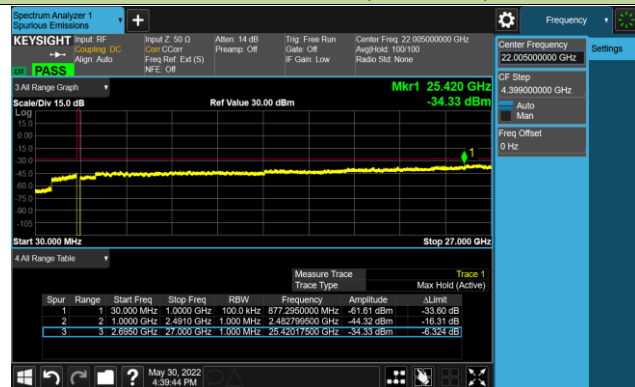 Spectrum Analyzer 1
Spurious Emissions
Frequency
KEYSIGHT Input: RF
Coupling: DC
Align: Auto
Input Z: 50 Ω
Corr CCorr
Freq Ref: Ext (S)
NFE: Off
Atten: 14 dB
Preamp: Off
Trig: Free Run
Gate: Off
IF Gain: Low
Center Freq: 22.005000000 GHz
Avg|Hold: 100/100
Radio Std: None
PASS
Center Frequency
22.005000000 GHz
Settings
CF Step
4.399000000 GHz
Auto
Man
Freq Offset
0 Hz
3 All Range Graph
Mkr1 25.420 GHz
Scale/Div 15.0 dB
Ref Value 30.00 dBm
-34.33 dBm
Log
15.0
0.00
-15.0
-30.0
-45.0
-60.0
-75.0
-90.0
-105
1
Start 30.000 MHz
Stop 27.000 GHz
4 All Range Table
Measure Trace Trace 1
Trace Type Max Hold (Active)
Spur Range Start Freq Stop Freq RBW Frequency Amplitude ΔLimit
1 1 30.000 MHz 1.0000 GHz 100.0 kHz 877.2950000 MHz -61.61 dBm -33.60 dB
2 2 1.0000 GHz 2.4910 GHz 1.000 MHz 2.482799500 GHz -44.32 dBm -16.31 dB
3 3 2.6950 GHz 27.000 GHz 1.000 MHz 25.42017500 GHz -34.33 dBm -6.324 dB
May 30, 2022
4:39:44 PM